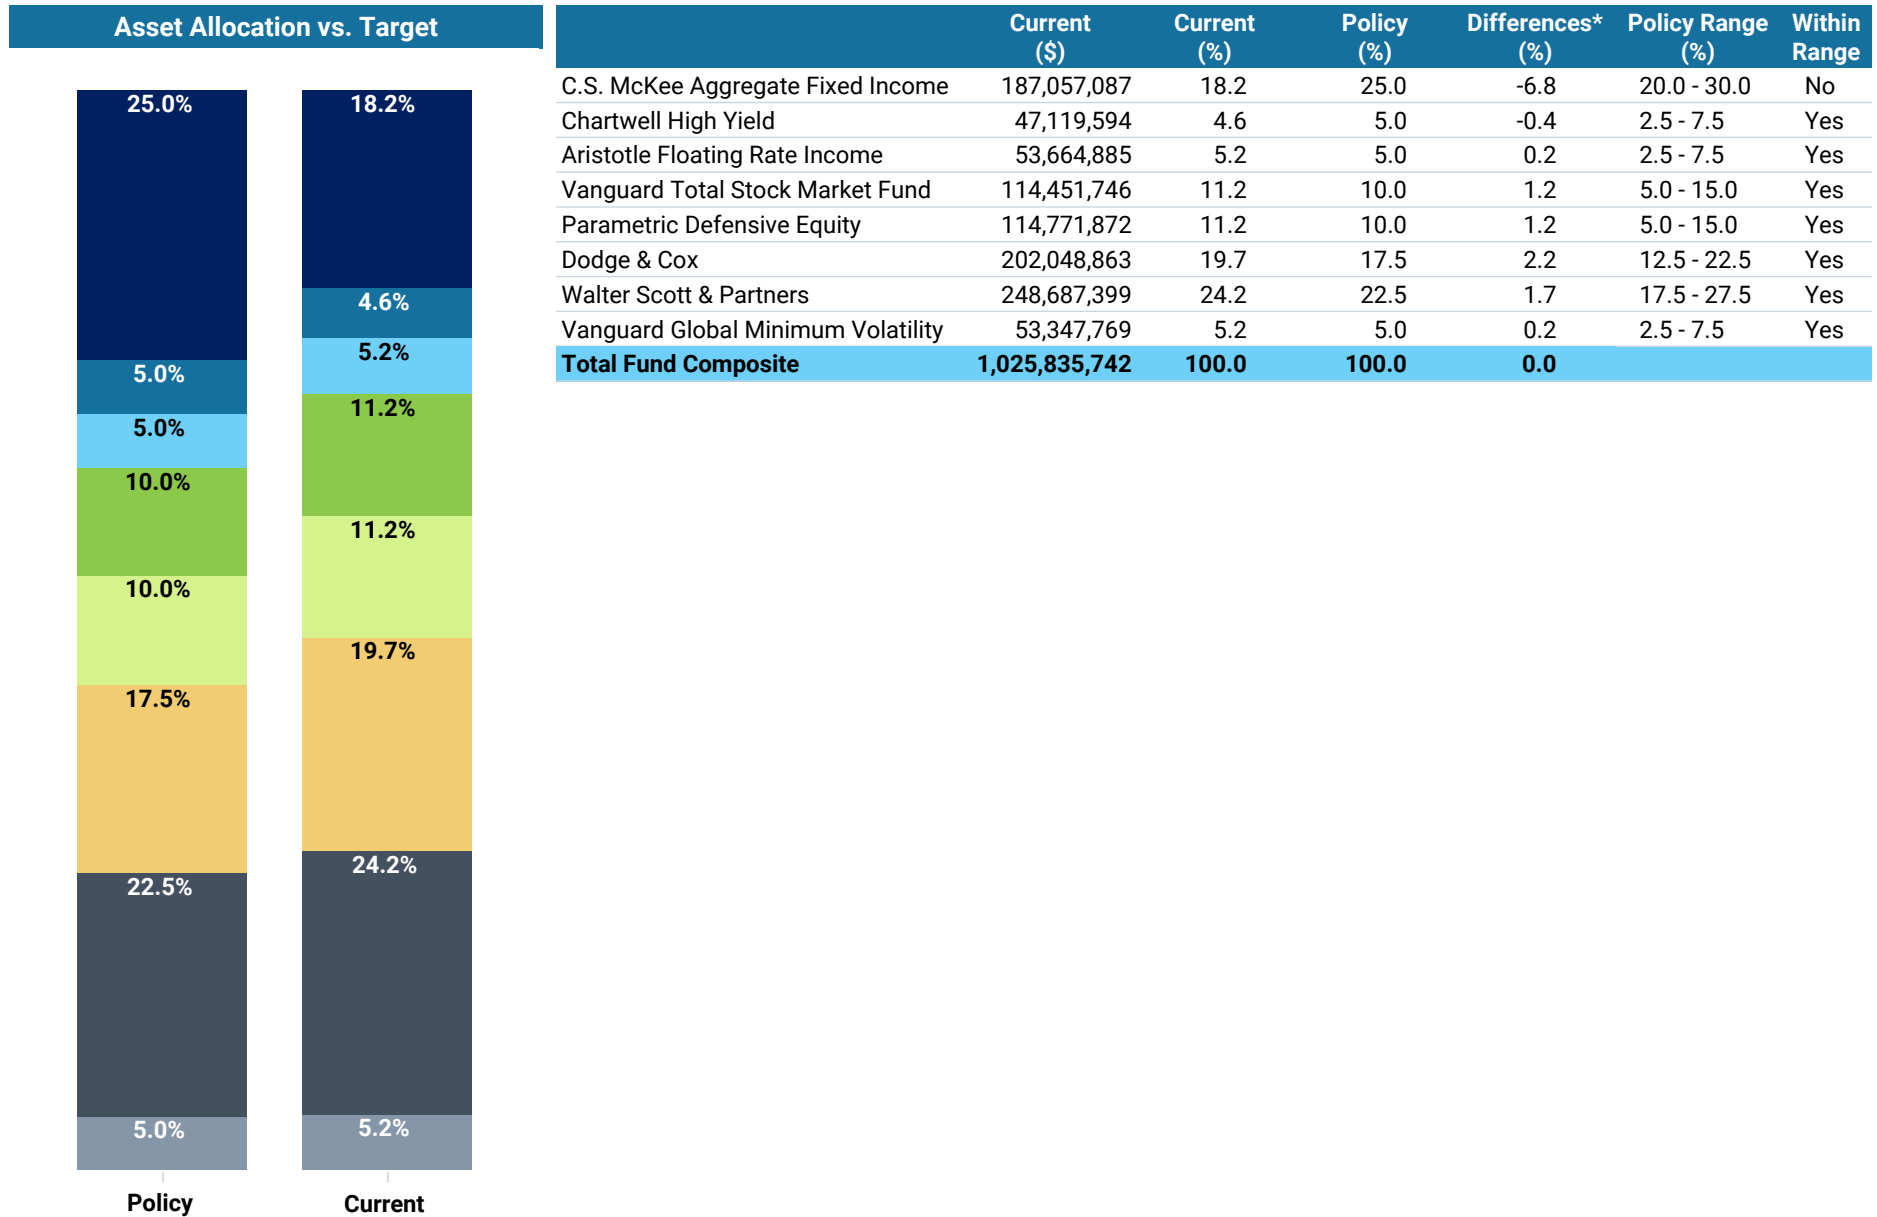 Asset Allocation vs. Target
25.0%
5.0%
5.0%
10.0%
10.0%
17.5%
22.5%
5.0%
Policy
18.2%
4.6%
5.2%
11.2%
11.2%
19.7%
24.2%
5.2%
Current
Current ($) Current (%) Policy (%) Differences* (%) Policy Range (%) Within Range
C.S. McKee Aggregate Fixed Income 187,057,087 18.2 25.0 -6.8 20.0 - 30.0 No
Chartwell High Yield 47,119,594 4.6 5.0 -0.4 2.5 - 7.5 Yes
Aristotle Floating Rate Income 53,664,885 5.2 5.0 0.2 2.5 - 7.5 Yes
Vanguard Total Stock Market Fund 114,451,746 11.2 10.0 1.2 5.0 - 15.0 Yes
Parametric Defensive Equity 114,771,872 11.2 10.0 1.2 5.0 - 15.0 Yes
Dodge & Cox 202,048,863 19.7 17.5 2.2 12.5 - 22.5 Yes
Walter Scott & Partners 248,687,399 24.2 22.5 1.7 17.5 - 27.5 Yes
Vanguard Global Minimum Volatility 53,347,769 5.2 5.0 0.2 2.5 - 7.5 Yes
Total Fund Composite 1,025,835,742 100.0 100.0 0.0